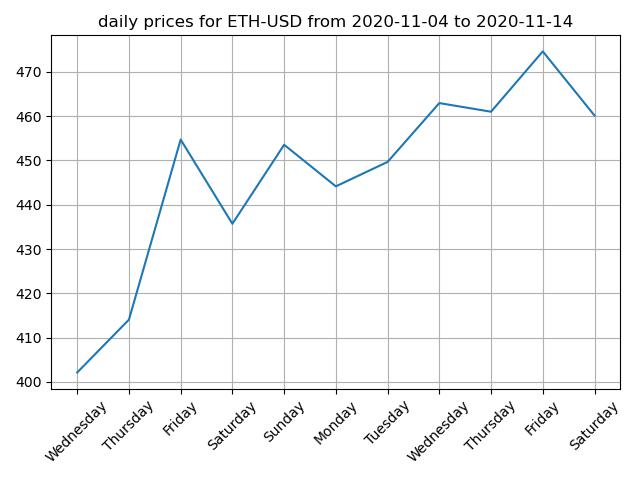 daily prices for ETH-USD from 2020-11-04 to 2020-11-14
470
460
450
440
430
420
410
400
Wednesday
Thursday
Friday
Saturday
Sunday
Monday
Tuesday
Wednesday
Thursday
Friday
Saturday